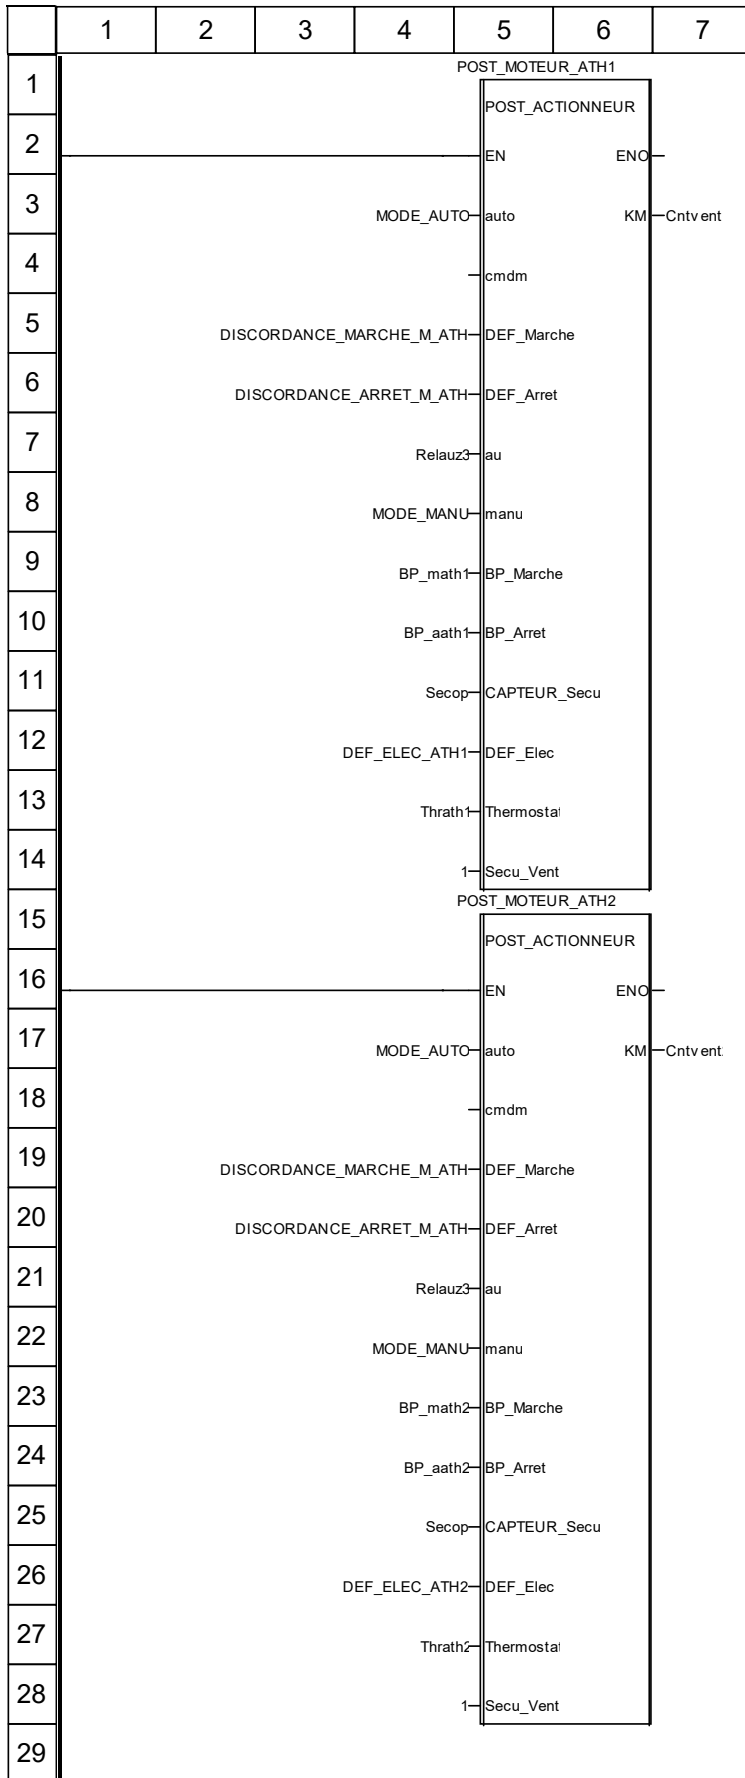 1 2 3 4 5 6 7
POST_MOTEUR_ATH1
1
POST_ACTIONNEUR
2 EN ENO
3 MODE_AUTO auto KM Cntvent
4 cmdm
5 DISCORDANCE_MARCHE_M_ATH DEF_Marche
6 DISCORDANCE_ARRET_M_ATH DEF_Arret
7 Relauz3 au
8 MODE_MANU manu
9 BP_math1 BP_Marche
10 BP_aath1 BP_Arret
11 Secop CAPTEUR_Secu
12 DEF_ELEC_ATH1 DEF_Elec
13 Thrath1 Thermostat
14 1 Secu_Vent
POST_MOTEUR_ATH2
15
POST_ACTIONNEUR
16 EN ENO
17 MODE_AUTO auto KM Cntvent
18 cmdm
19 DISCORDANCE_MARCHE_M_ATH DEF_Marche
20 DISCORDANCE_ARRET_M_ATH DEF_Arret
21 Relauz3 au
22 MODE_MANU manu
23 BP_math2 BP_Marche
24 BP_aath2 BP_Arret
25 Secop CAPTEUR_Secu
26 DEF_ELEC_ATH2 DEF_Elec
27 Thrath2 Thermostat
28 1 Secu_Vent
29